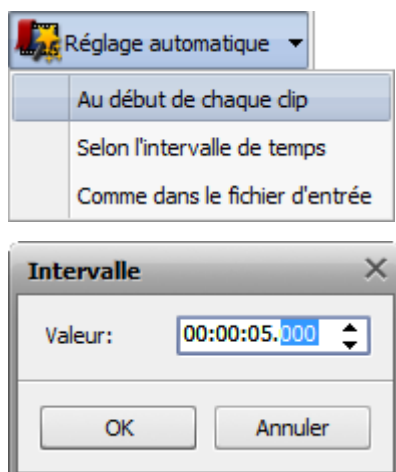 Réglage automatique
Au début de chaque clip
Selon l'intervalle de temps
Comme dans le fichier d'entrée
Intervalle
Valeur: 00:00:05.000
OK Annuler